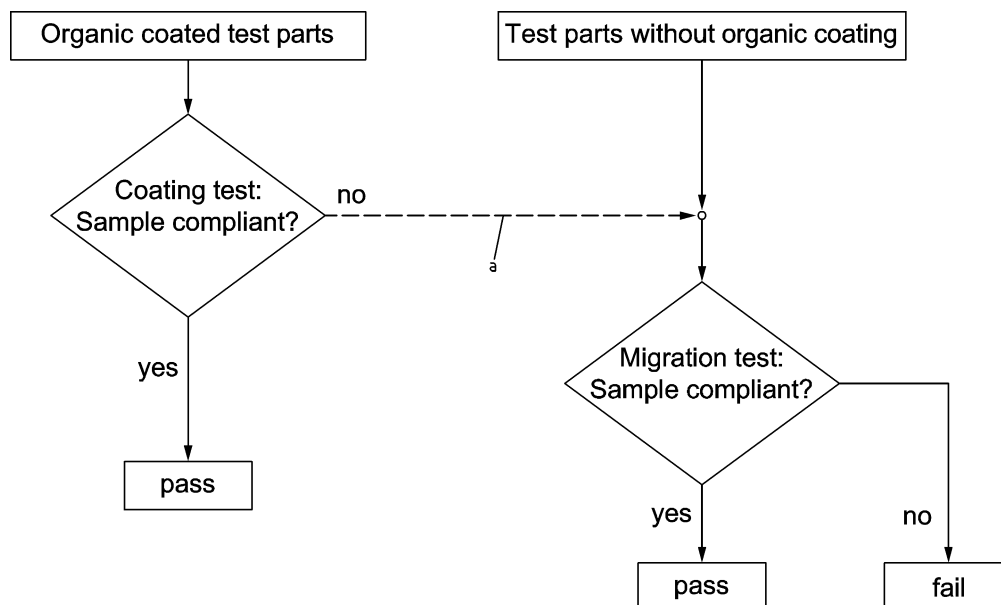 Organic coated test parts
Test parts without organic coating
Coating test:
Sample compliant?
no
a
yes
Migration test:
Sample compliant?
pass
yes
no
pass
fail